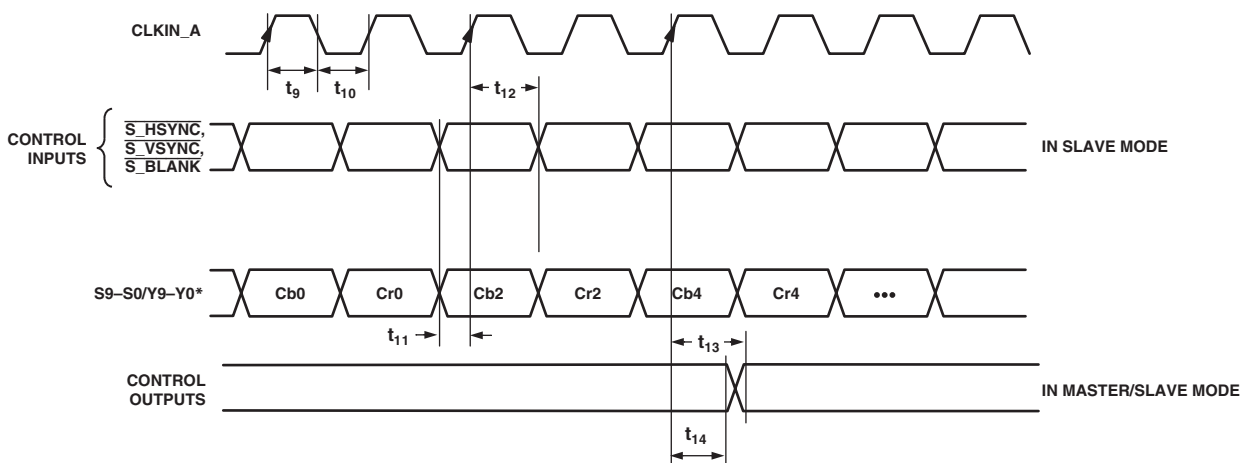 CLKIN_A
t9
t10
t12
CONTROL
INPUTS
S_HSYNC,
S_VSYNC,
S_BLANK
IN SLAVE MODE
S9–S0/Y9–Y0*
Cb0
Cr0
Cb2
Cr2
Cb4
Cr4
•••
t11
t13
CONTROL
OUTPUTS
IN MASTER/SLAVE MODE
t14